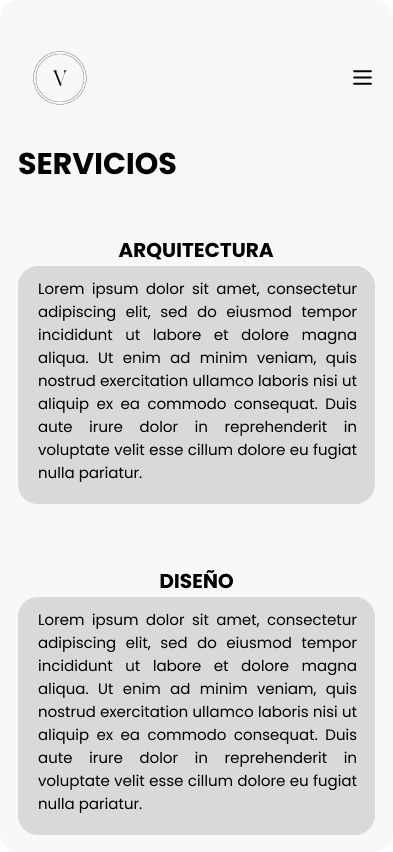 V
SERVICIOS
ARQUITECTURA
Lorem ipsum dolor sit amet, consectetur
adipiscing elit, sed do eiusmod tempor
incididunt ut labore et dolore magna
aliqua. Ut enim ad minim veniam, quis
nostrud exercitation ullamco laboris nisi ut
aliquip ex ea commodo consequat. Duis
aute irure dolor in reprehenderit in
voluptate velit esse cillum dolore eu fugiat
nulla pariatur.
DISEÑO
Lorem ipsum dolor sit amet, consectetur
adipiscing elit, sed do eiusmod tempor
incididunt ut labore et dolore magna
aliqua. Ut enim ad minim veniam, quis
nostrud exercitation ullamco laboris nisi ut
aliquip ex ea commodo consequat. Duis
aute irure dolor in reprehenderit in
voluptate velit esse cillum dolore eu fugiat
nulla pariatur.